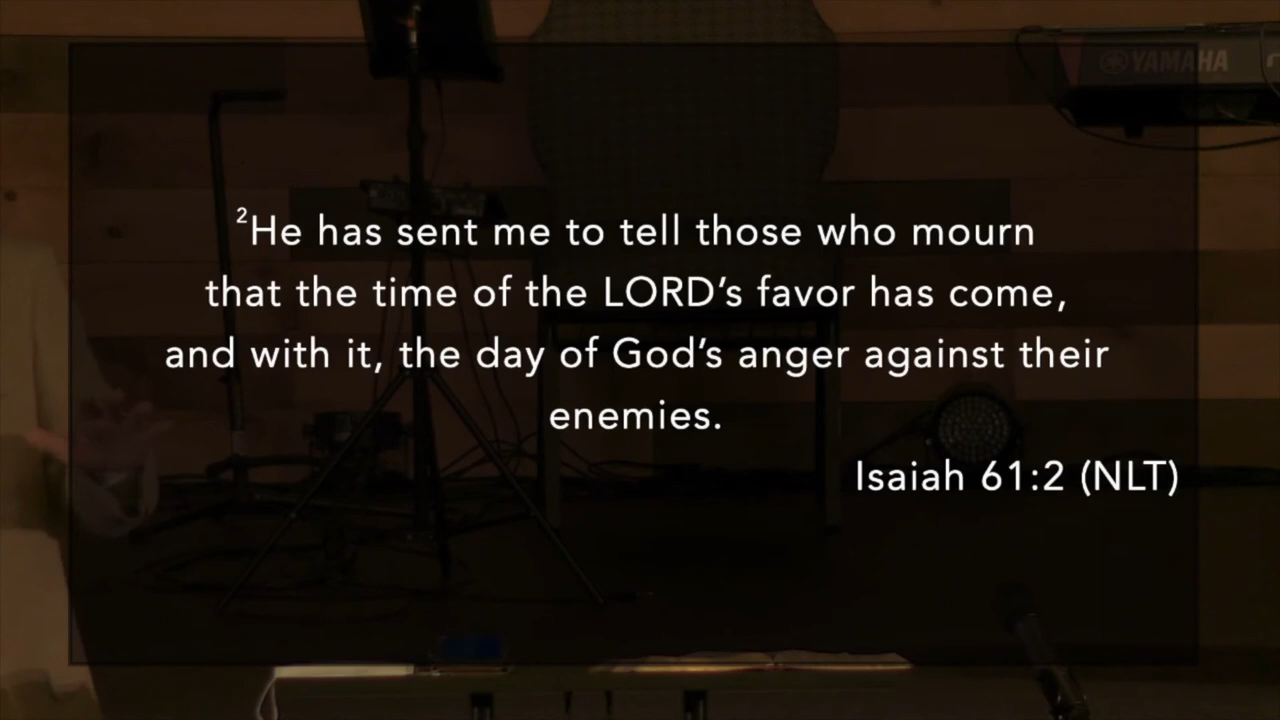 YAMAHA
²He has sent me to tell those who mourn
that the time of the LORD’s favor has come,
and with it, the day of God’s anger against their
enemies.
Isaiah 61:2 (NLT)